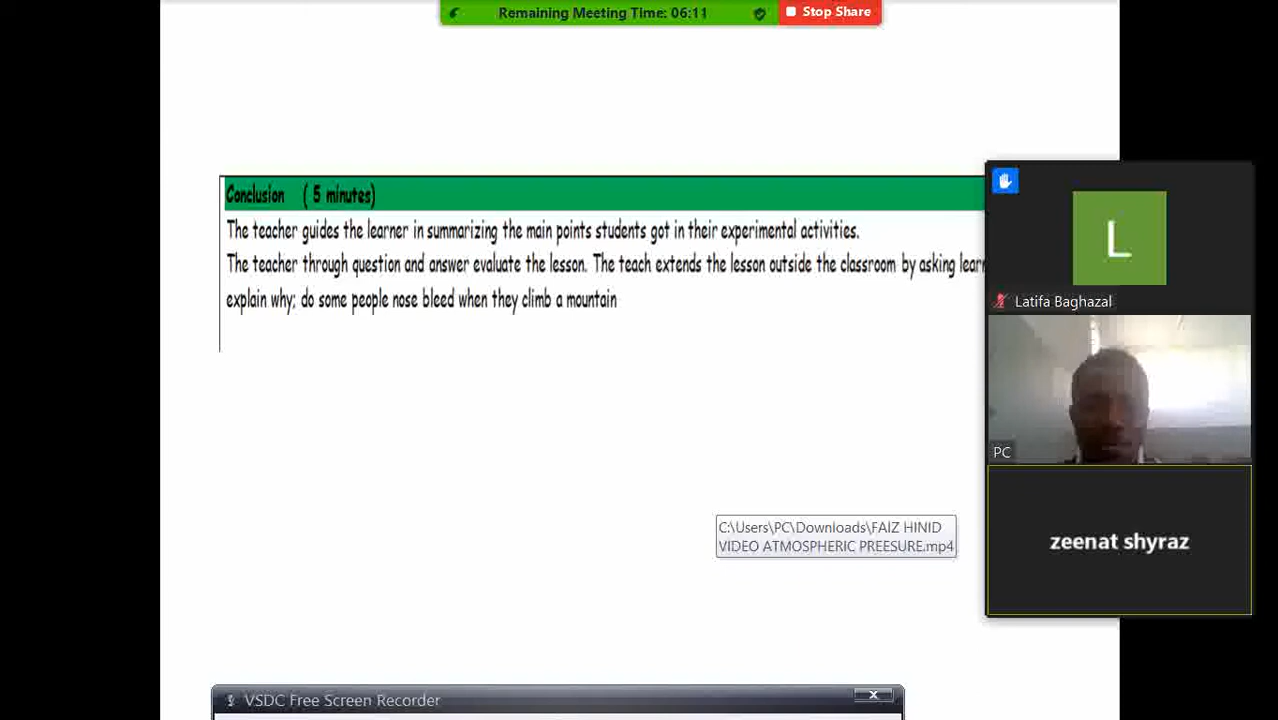 Remaining Meeting Time: 06:11
Stop Share
Conclusion ( 5 minutes)
The teacher guides the learner in summarizing the main points students got in their experimental activities.
The teacher through question and answer evaluate the lesson. The teach extends the lesson outside the classroom by asking learn
explain why; do some people nose bleed when they climb a mountain
L
Latifa Baghazal
PC
zeenat shyraz
C:\Users\PC\Downloads\FAIZ HINID
VIDEO ATMOSPHERIC PREESURE.mp4
VSDC Free Screen Recorder